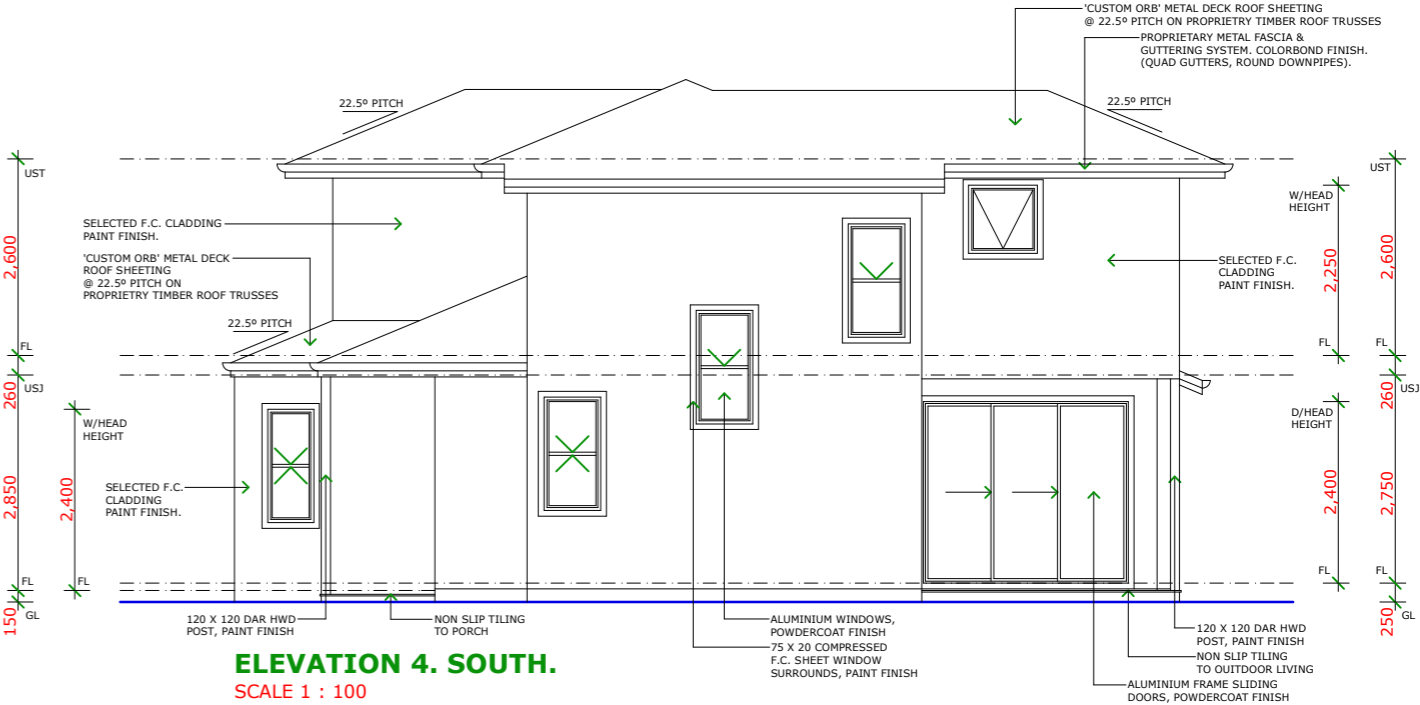 'CUSTOM ORB' METAL DECK ROOF SHEETING
@ 22.5º PITCH ON PROPRIETRY TIMBER ROOF TRUSSES
PROPRIETARY METAL FASCIA &
GUTTERING SYSTEM. COLORBOND FINISH.
(QUAD GUTTERS, ROUND DOWNPIPES).
22.5º PITCH
22.5º PITCH
UST
UST
W/HEAD
HEIGHT
SELECTED F.C. CLADDING
PAINT FINISH.
'CUSTOM ORB' METAL DECK
ROOF SHEETING
@ 22.5º PITCH ON
PROPRIETRY TIMBER ROOF TRUSSES
SELECTED F.C.
CLADDING
PAINT FINISH.
2,600
2,250
2,600
22.5º PITCH
FL
FL
FL
260
USJ
260
USJ
W/HEAD
HEIGHT
D/HEAD
HEIGHT
SELECTED F.C.
CLADDING
PAINT FINISH.
2,850
2,400
2,400
2,750
FL
FL
FL
FL
150
GL
250
GL
120 X 120 DAR HWD
POST, PAINT FINISH
NON SLIP TILING
TO PORCH
ALUMINIUM WINDOWS,
POWDERCOAT FINISH
75 X 20 COMPRESSED
F.C. SHEET WINDOW
SURROUNDS, PAINT FINISH
120 X 120 DAR HWD
POST, PAINT FINISH
NON SLIP TILING
TO OUTDOOR LIVING
ALUMINIUM FRAME SLIDING
DOORS, POWDERCOAT FINISH
ELEVATION 4. SOUTH.
SCALE 1 : 100